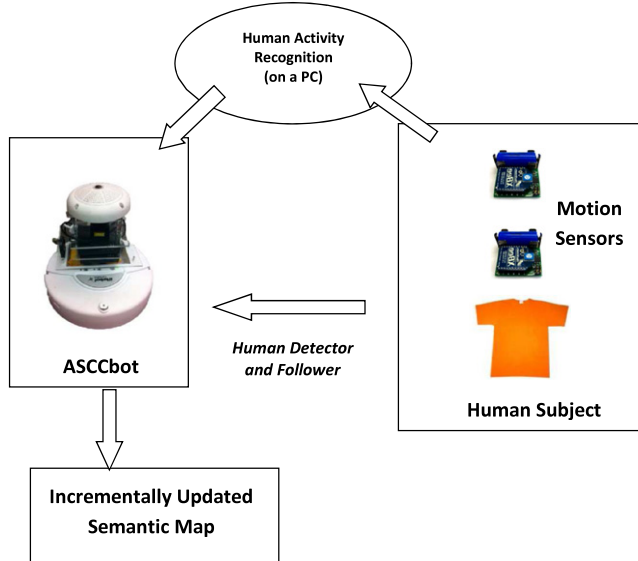 Human Activity
Recognition
(on a PC)
Motion
Sensors
ASCCbot
Human Detector
and Follower
Human Subject
Incrementally Updated
Semantic Map